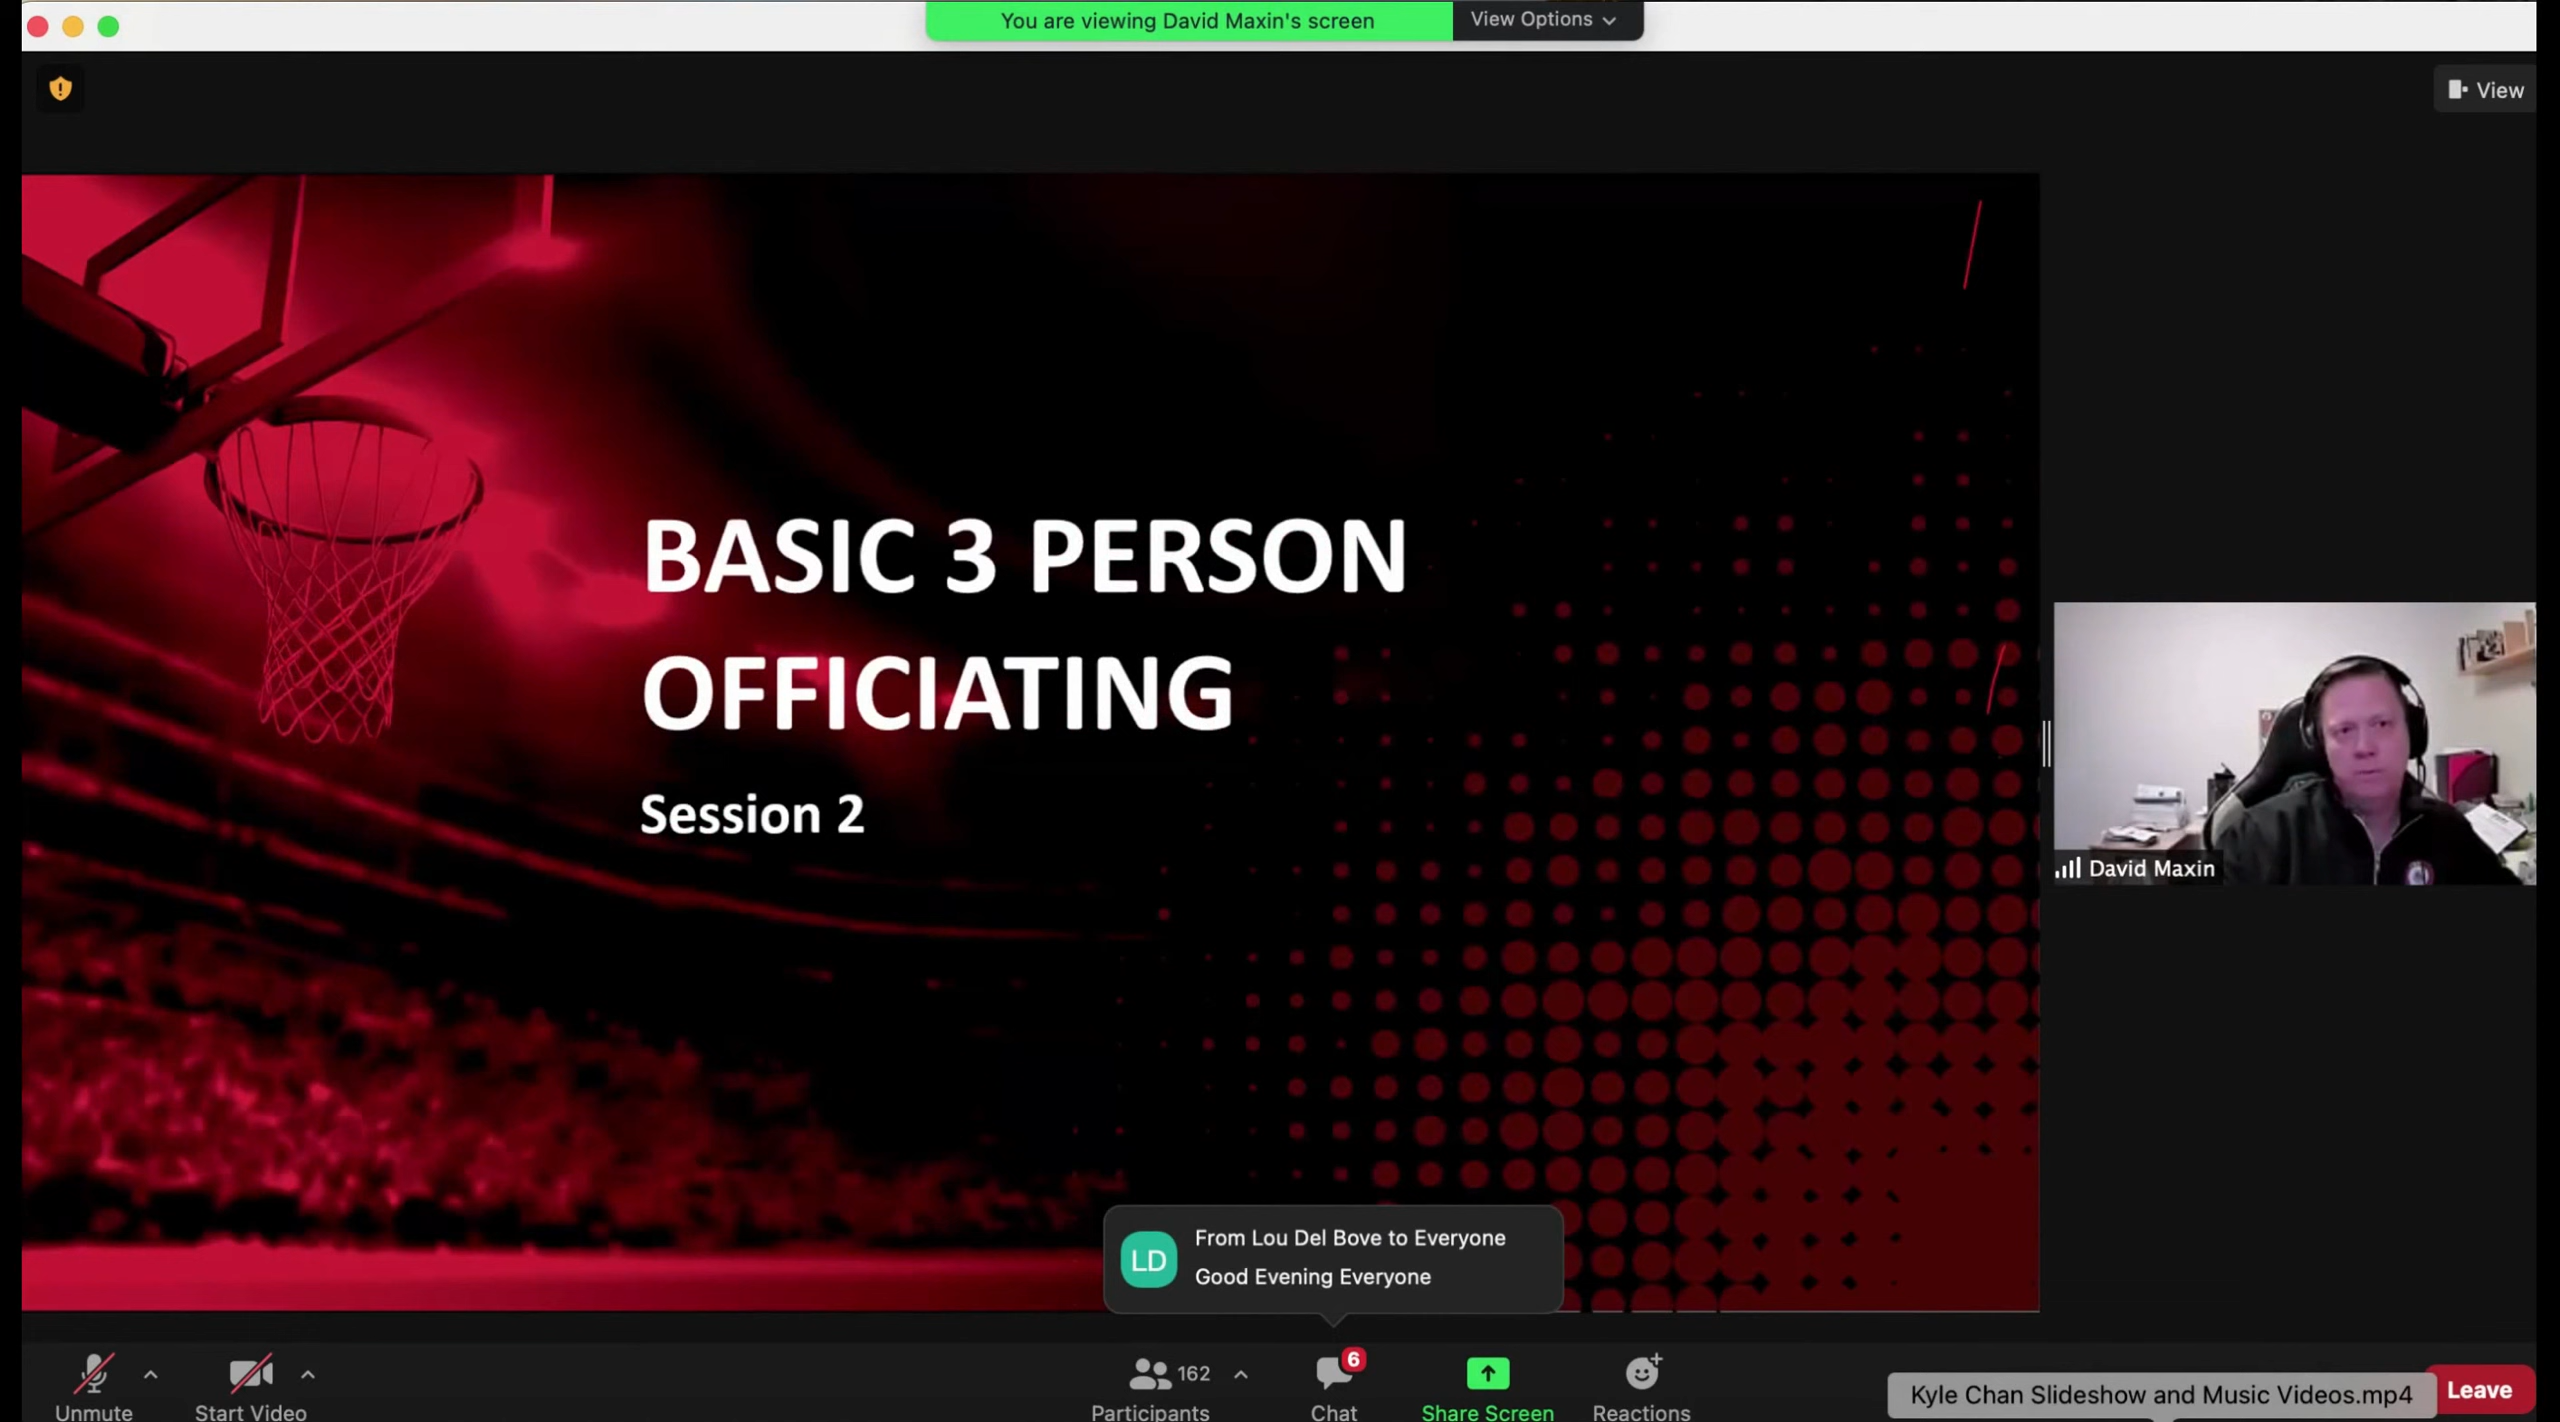 You are viewing David Maxin's screen
View Options
View
BASIC 3 PERSON
OFFICIATING
Session 2
David Maxin
LD
From Lou Del Bove to Everyone
Good Evening Everyone
Unmute
Start Video
162
Participants
6
Chat
Share Screen
Reactions
Kyle Chan Slideshow and Music Videos.mp4
Leave